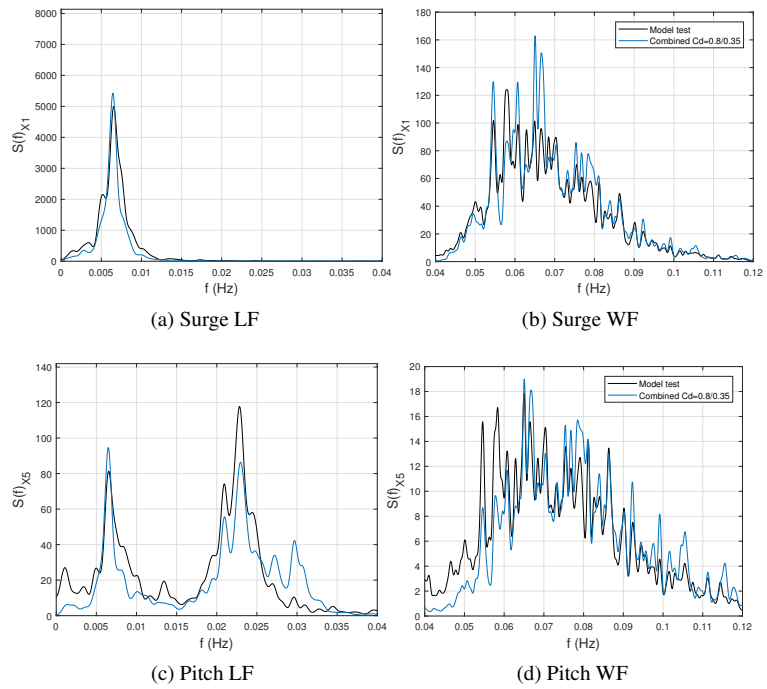 8000
7000
6000
5000
4000
3000
2000
1000
0
S(f)X1
0 0.005 0.01 0.015 0.02 0.025 0.03 0.035 0.04
f (Hz)
(a) Surge LF
180
160
140
120
100
80
60
40
20
0
S(f)X1
Model test
Combined Cd=0.8/0.35
0.04 0.05 0.06 0.07 0.08 0.09 0.1 0.11 0.12
f (Hz)
(b) Surge WF
140
120
100
80
60
40
20
0
S(f)X5
0 0.005 0.01 0.015 0.02 0.025 0.03 0.035 0.04
f (Hz)
(c) Pitch LF
20
18
16
14
12
10
8
6
4
2
0
S(f)X5
Model test
Combined Cd=0.8/0.35
0.04 0.05 0.06 0.07 0.08 0.09 0.1 0.11 0.12
f (Hz)
(d) Pitch WF